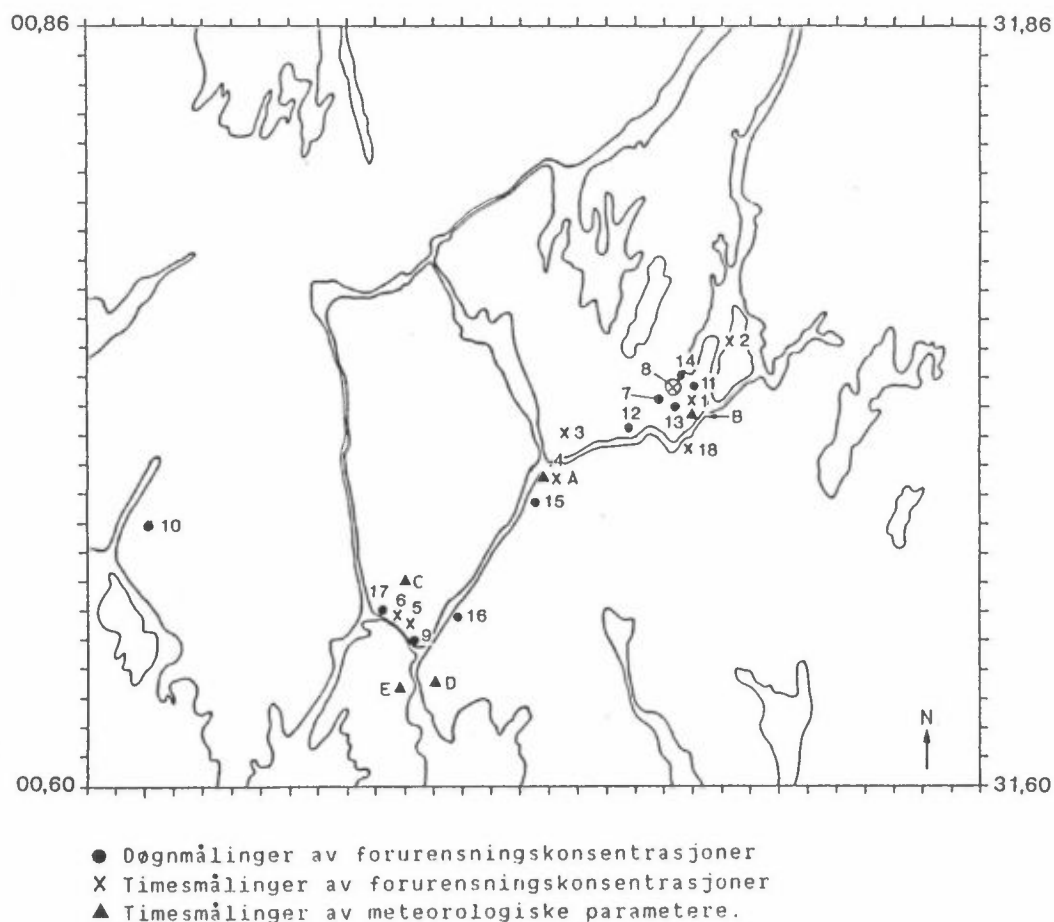 00,86 31,86
2
14
8
11
7
1
13
B
12
3
18
4
A
15
10
C
17
6
5
16
9
E
D
N
00,60 31,60
● Døgnmålinger av forurensningskonsentrasjoner
x Timesmålinger av forurensningskonsentrasjoner
▲ Timesmålinger av meteorologiske parametere.